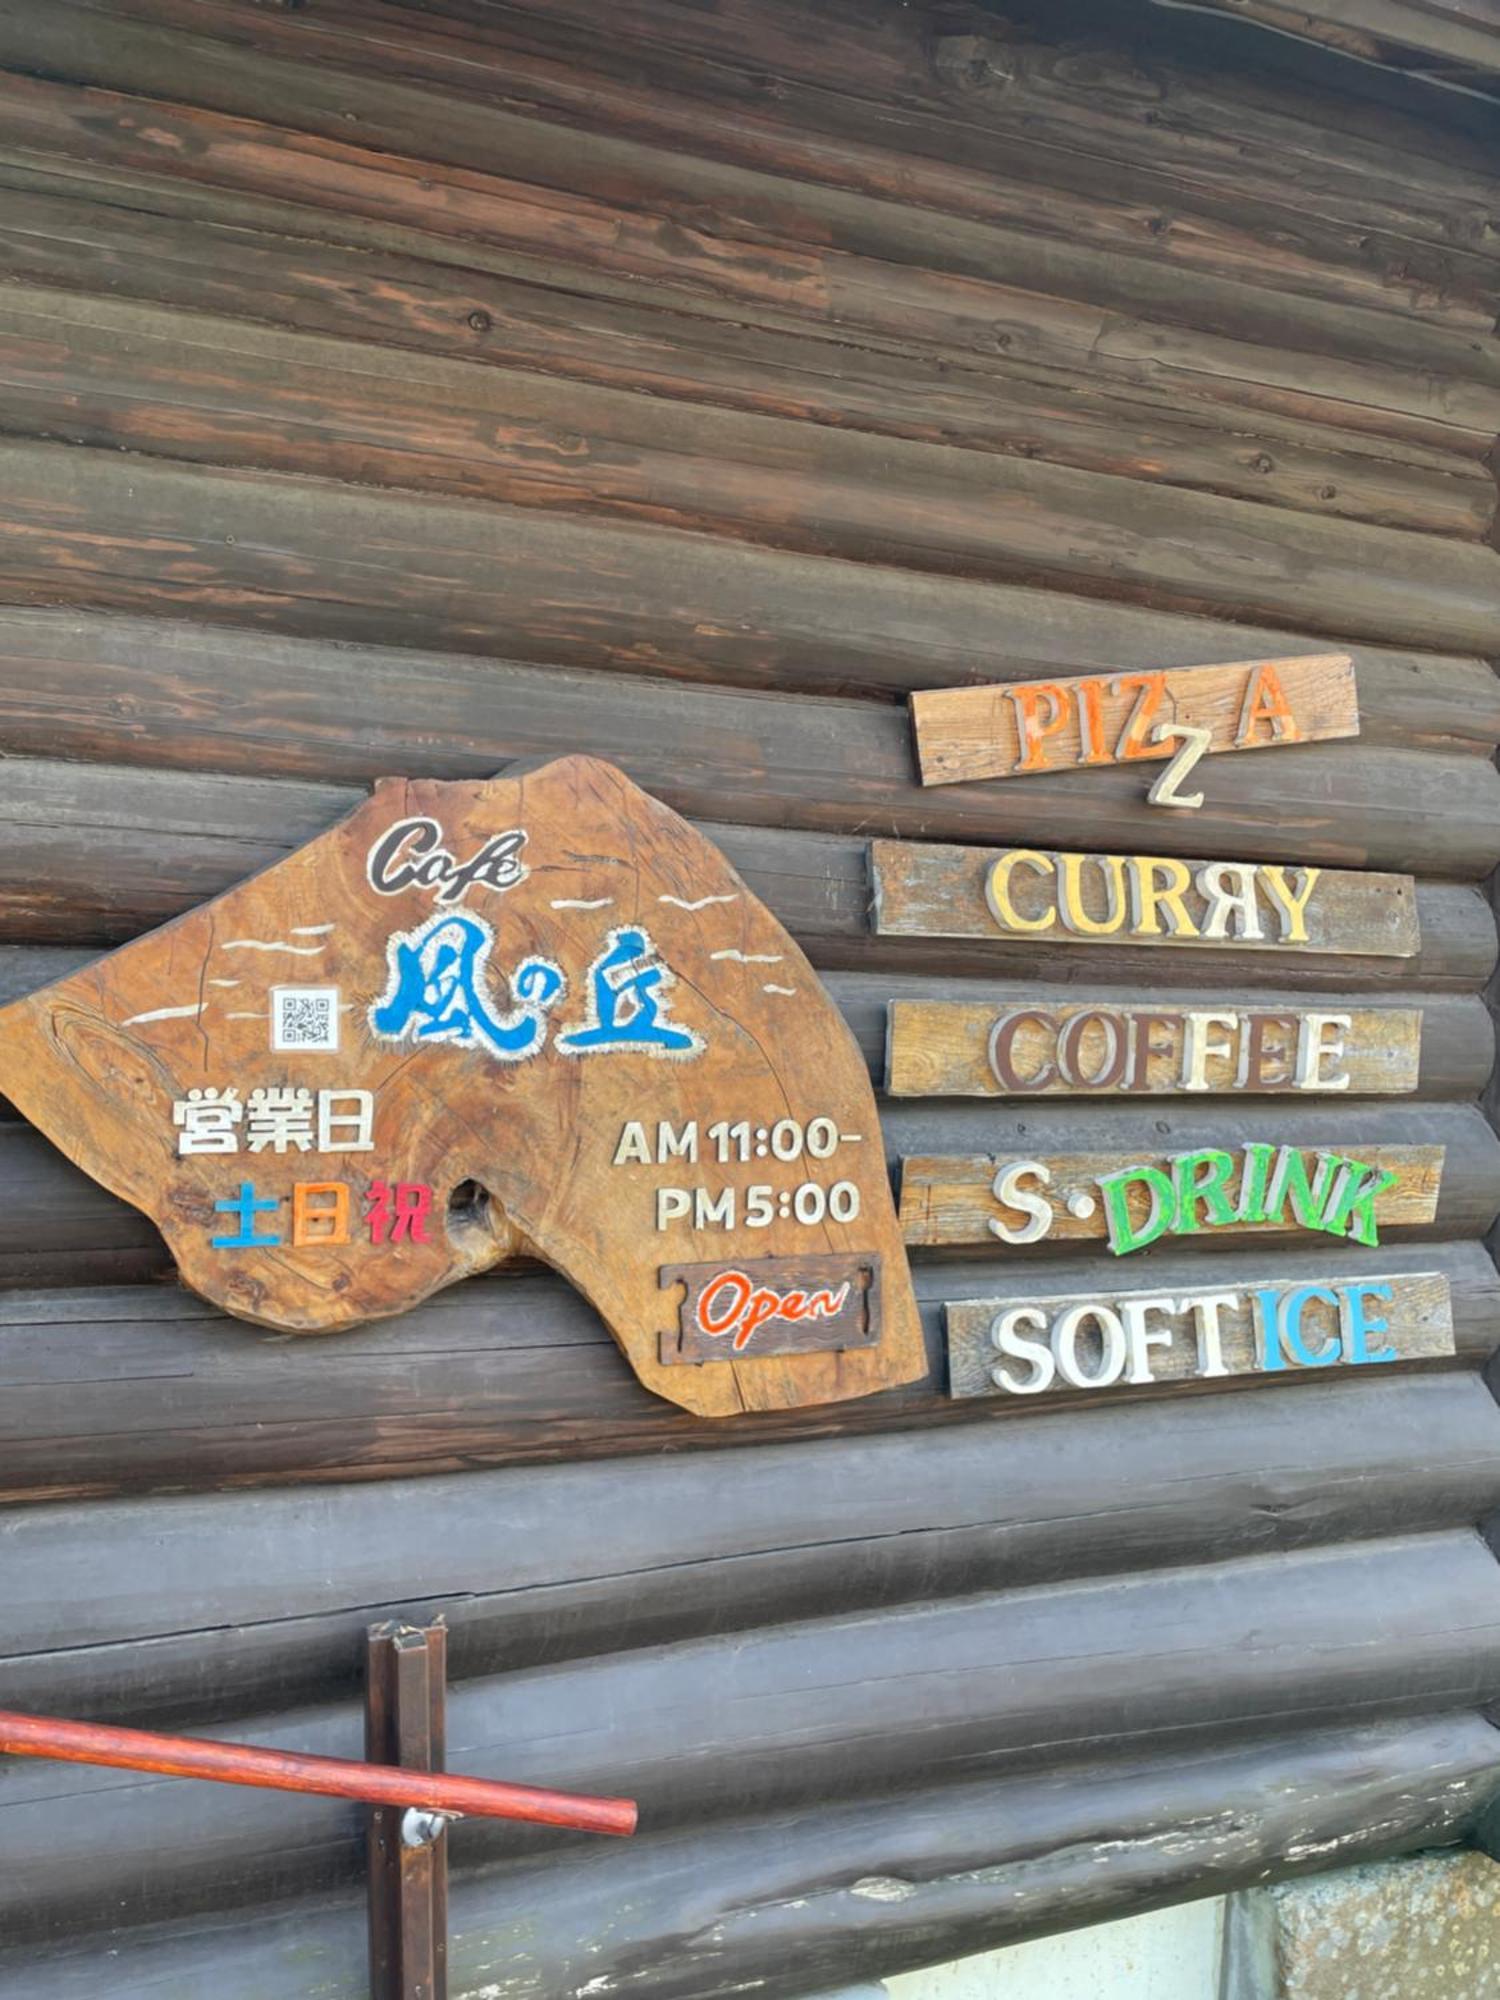 Cafe
風の丘
営業日
土日祝
AM 11:00-
PM 5:00
Open
PIZZA
CURRY
COFFEE
S・DRINK
SOFT ICE